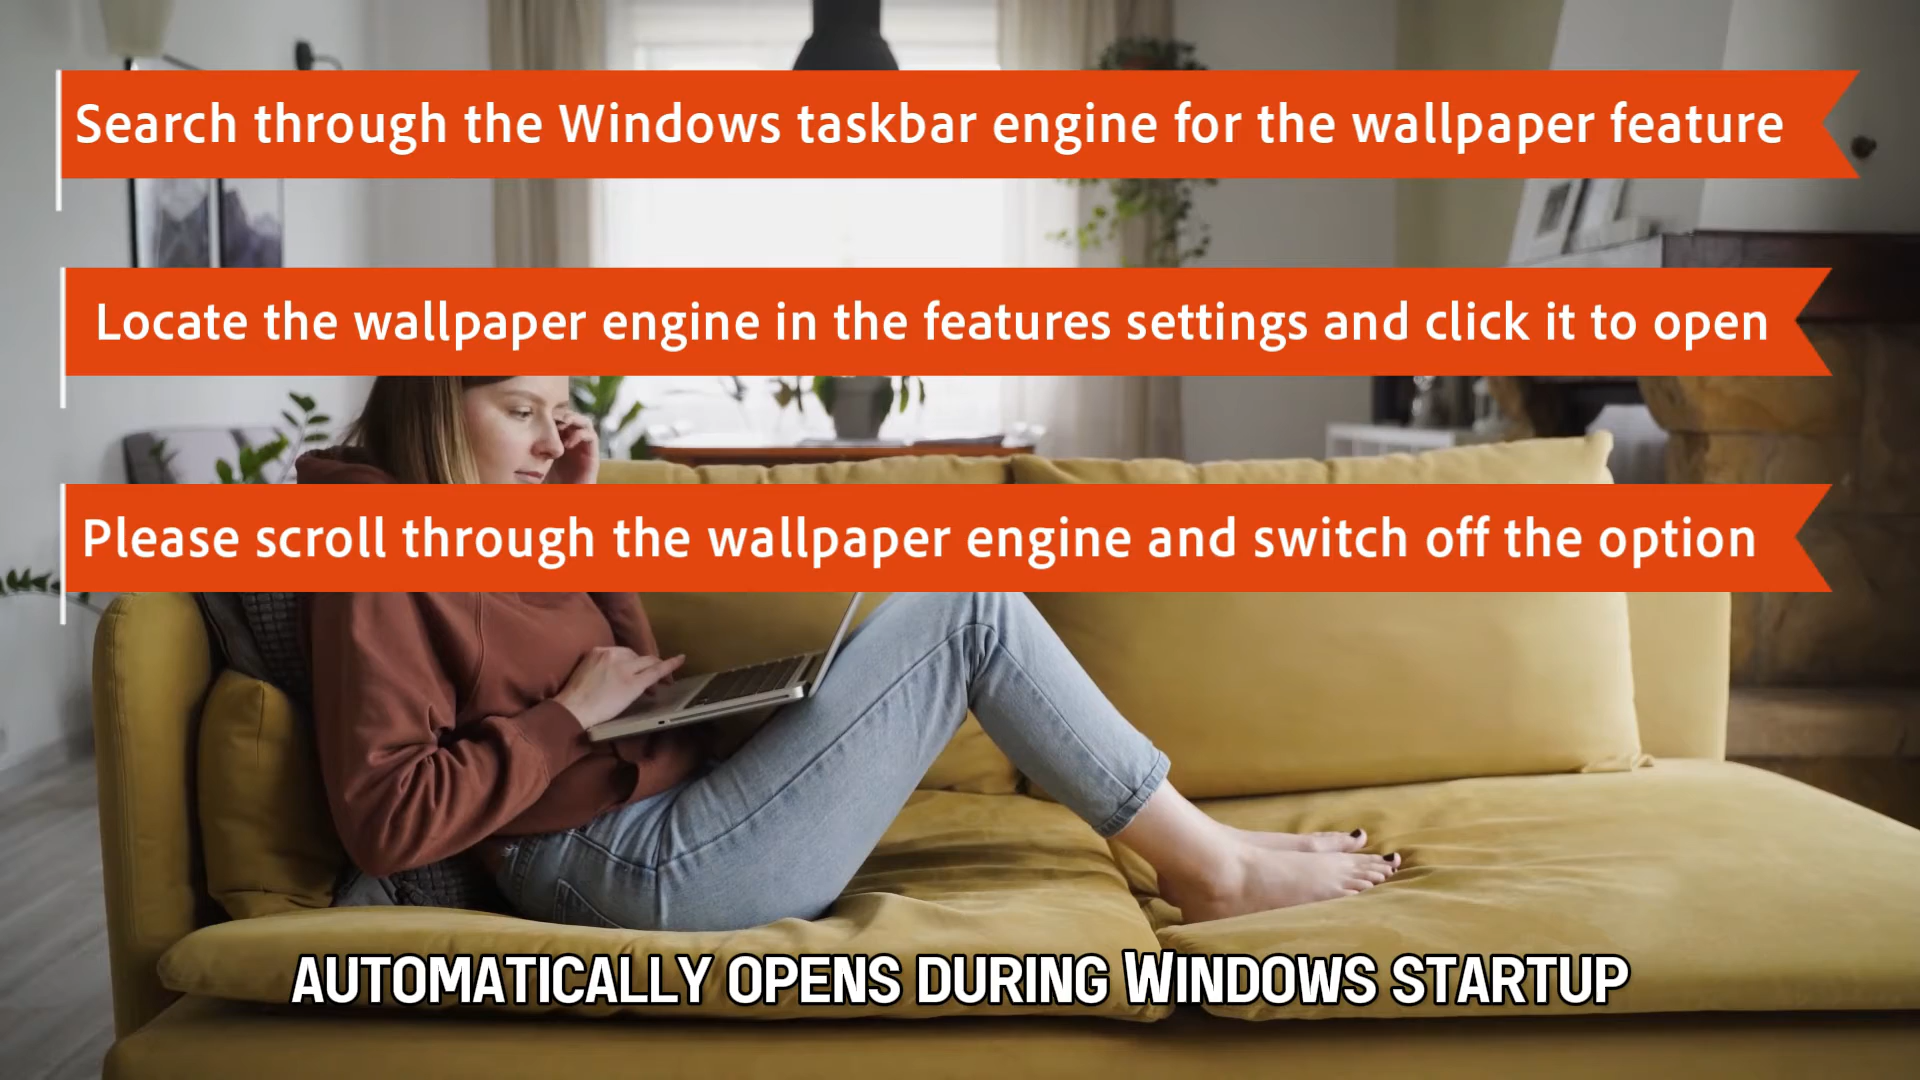 Search through the Windows taskbar engine for the wallpaper feature
Locate the wallpaper engine in the features settings and click it to open
Please scroll through the wallpaper engine and switch off the option
AUTOMATICALLY OPENS DURING WINDOWS STARTUP